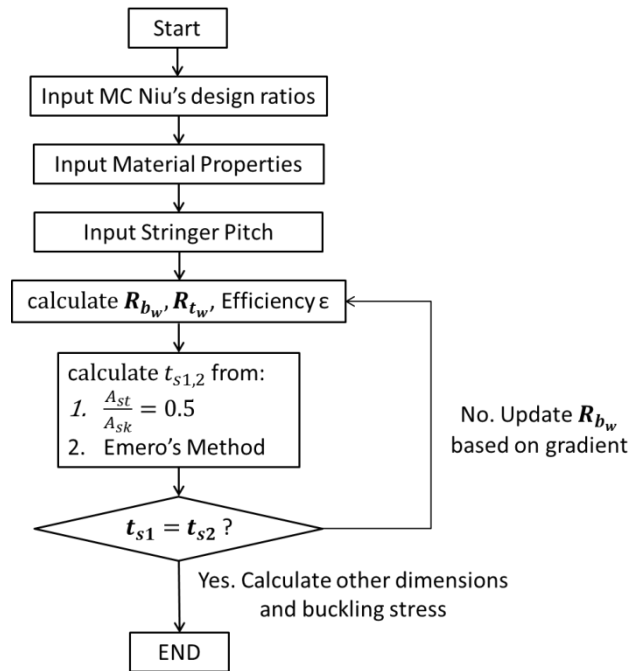 Start
Input MC Niu's design ratios
Input Material Properties
Input Stringer Pitch
calculate R_{b_w}, R_{t_w}, Efficiency ε
calculate t_{s1,2} from:
1. \frac{A_{st}}{A_{sk}} = 0.5
2. Emero's Method
No. Update R_{b_w}
based on gradient
t_{s1} = t_{s2} ?
Yes. Calculate other dimensions
and buckling stress
END